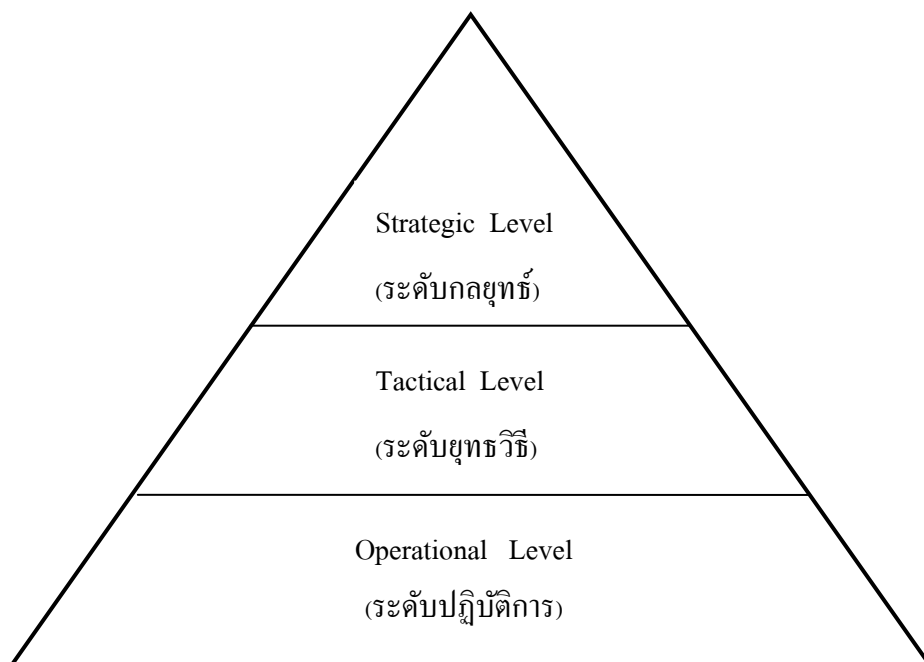 Strategic Level
(ระดับกลยุทธ์)
Tactical Level
(ระดับยุทธวิธี)
Operational Level
(ระดับปฏิบัติการ)